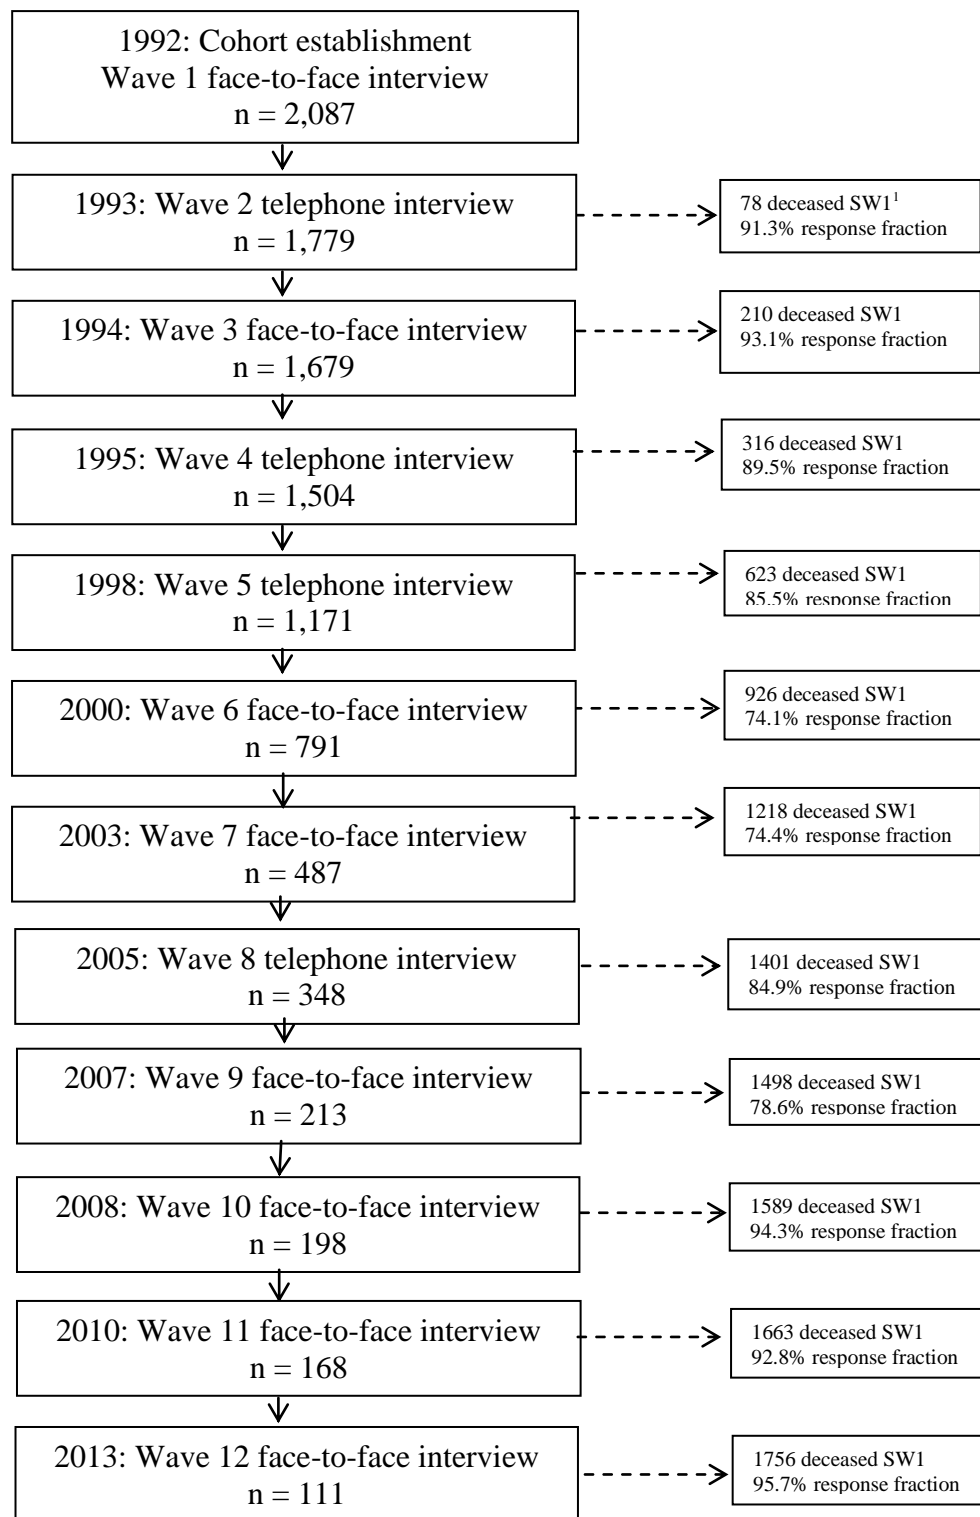 1992: Cohort establishment
Wave 1 face-to-face interview
n = 2,087
1993: Wave 2 telephone interview
n = 1,779
78 deceased SW1¹
91.3% response fraction
1994: Wave 3 face-to-face interview
n = 1,679
210 deceased SW1
93.1% response fraction
1995: Wave 4 telephone interview
n = 1,504
316 deceased SW1
89.5% response fraction
1998: Wave 5 telephone interview
n = 1,171
623 deceased SW1
85.5% response fraction
2000: Wave 6 face-to-face interview
n = 791
926 deceased SW1
74.1% response fraction
2003: Wave 7 face-to-face interview
n = 487
1218 deceased SW1
74.4% response fraction
2005: Wave 8 telephone interview
n = 348
1401 deceased SW1
84.9% response fraction
2007: Wave 9 face-to-face interview
n = 213
1498 deceased SW1
78.6% response fraction
2008: Wave 10 face-to-face interview
n = 198
1589 deceased SW1
94.3% response fraction
2010: Wave 11 face-to-face interview
n = 168
1663 deceased SW1
92.8% response fraction
2013: Wave 12 face-to-face interview
n = 111
1756 deceased SW1
95.7% response fraction